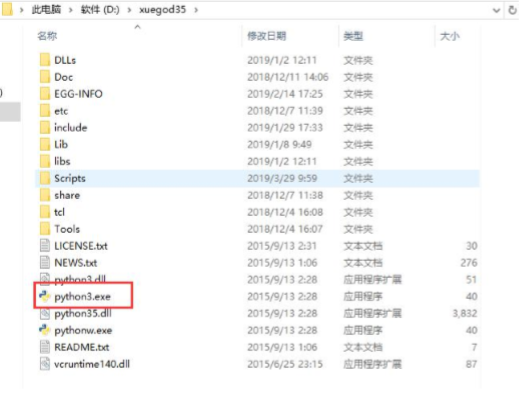 此电脑 › 软件 (D:) › xuegod35 ›
名称 修改日期 类型 大小
DLLs 2019/1/2 12:11 文件夹
Doc 2018/12/11 14:06 文件夹
EGG-INFO 2019/2/14 17:25 文件夹
etc 2018/12/7 11:39 文件夹
include 2019/1/29 17:33 文件夹
Lib 2019/1/8 9:49 文件夹
libs 2019/1/2 12:11 文件夹
Scripts 2019/3/29 9:59 文件夹
share 2018/12/7 11:38 文件夹
tcl 2018/12/4 16:08 文件夹
Tools 2018/12/4 16:07 文件夹
LICENSE.txt 2015/9/13 2:31 文本文档 30
NEWS.txt 2015/9/13 1:06 文本文档 276
python3.dll 2015/9/13 2:28 应用程序扩展 51
python3.exe 2015/9/13 2:28 应用程序 40
python35.dll 2015/9/13 2:28 应用程序扩展 3,832
pythonw.exe 2015/9/13 2:28 应用程序 40
README.txt 2015/9/13 1:06 文本文档 7
vcruntime140.dll 2015/6/25 23:15 应用程序扩展 87